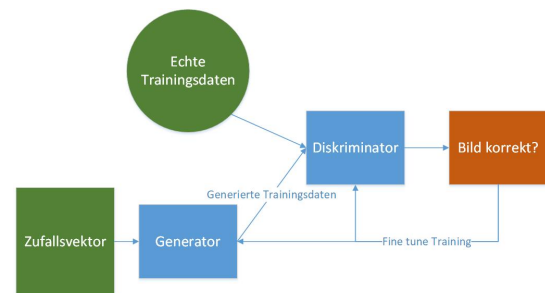 Echte
Trainingsdaten
Diskriminator
Bild korrekt?
Generierte Trainingsdaten
Zufallsvektor
Generator
Fine tune Training